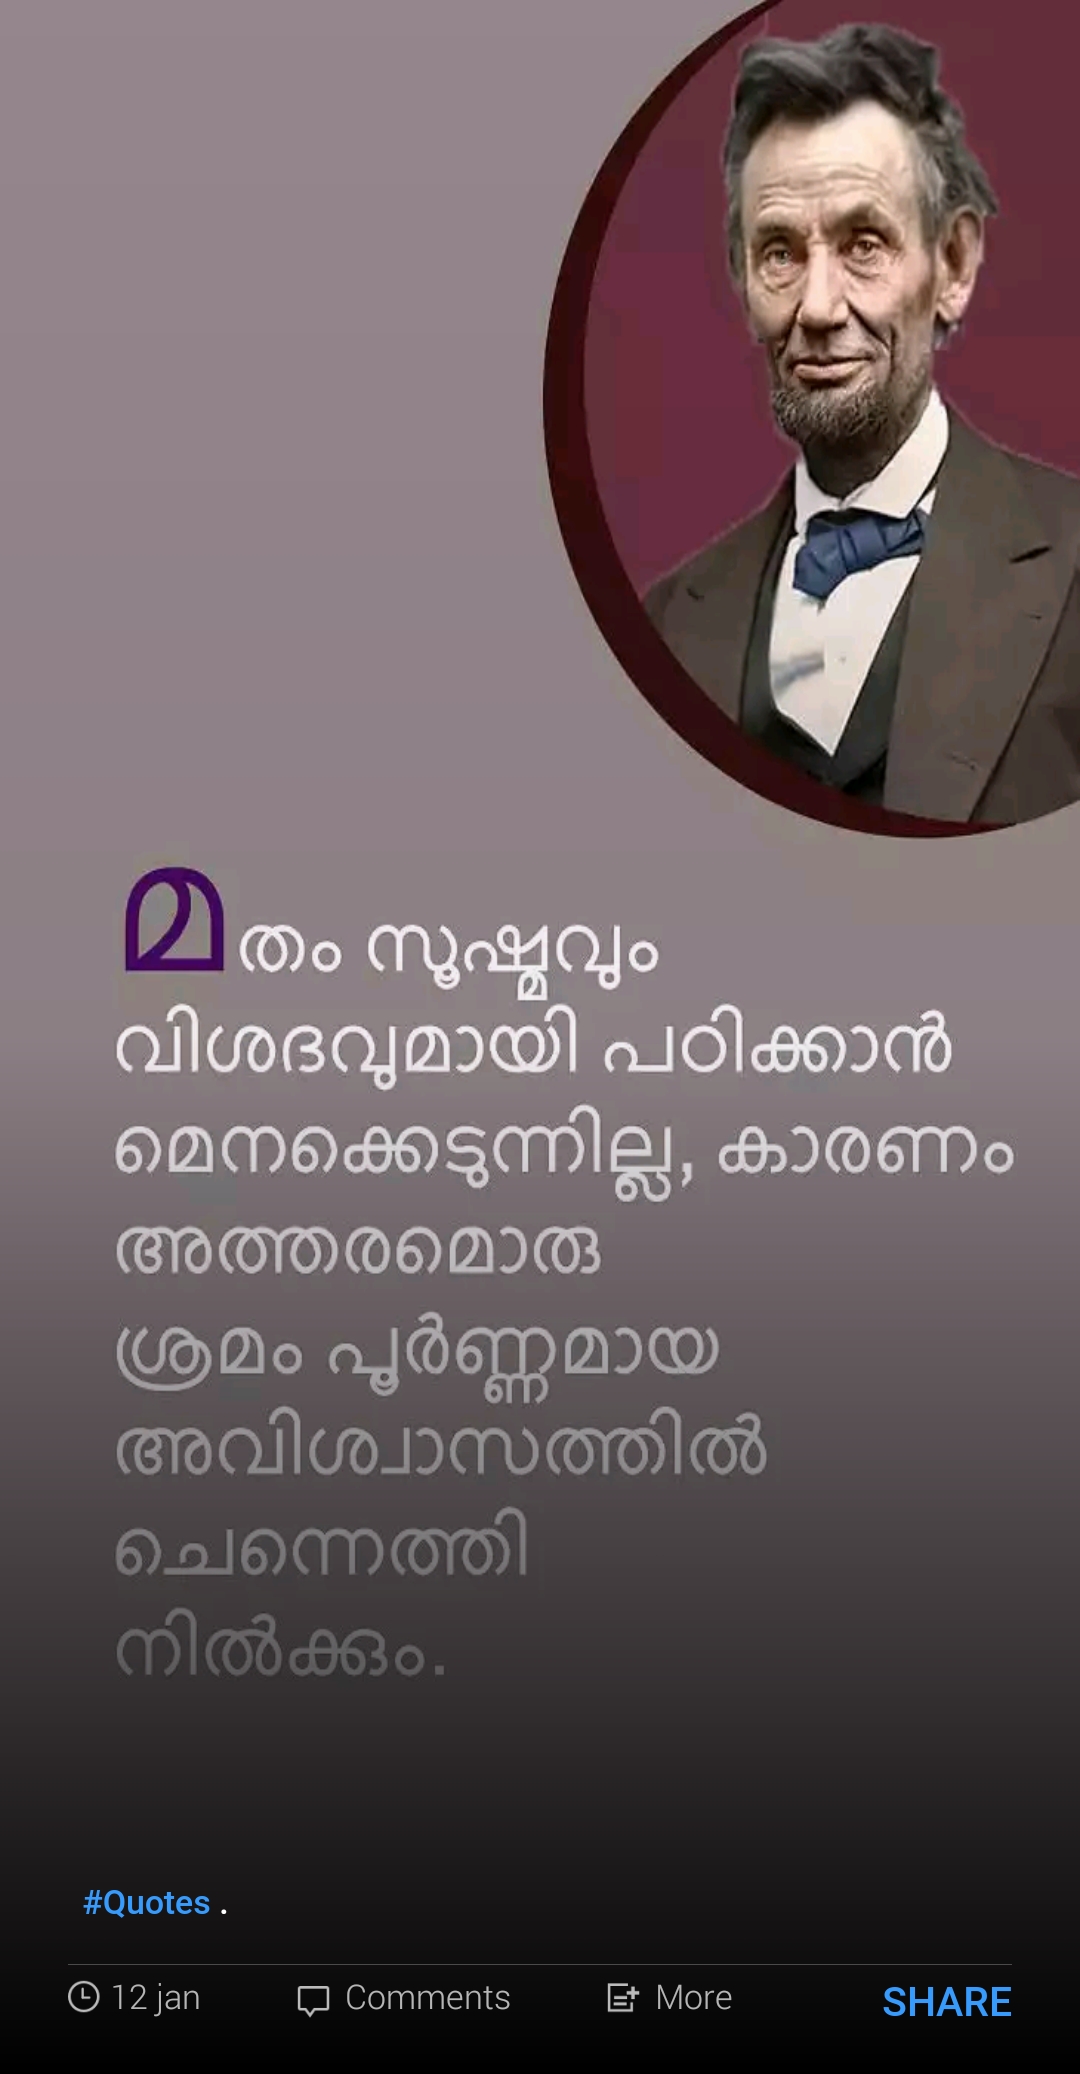 മതം സൂഷ്മവും
വിശദവുമായി പഠിക്കാൻ
മെനക്കെടുന്നില്ല, കാരണം
അത്തരമൊരു
ശ്രമം പൂർണ്ണമായ
അവിശ്വാസത്തിൽ
ചെന്നെത്തി
നിൽക്കും.
#Quotes .
12 jan Comments More SHARE